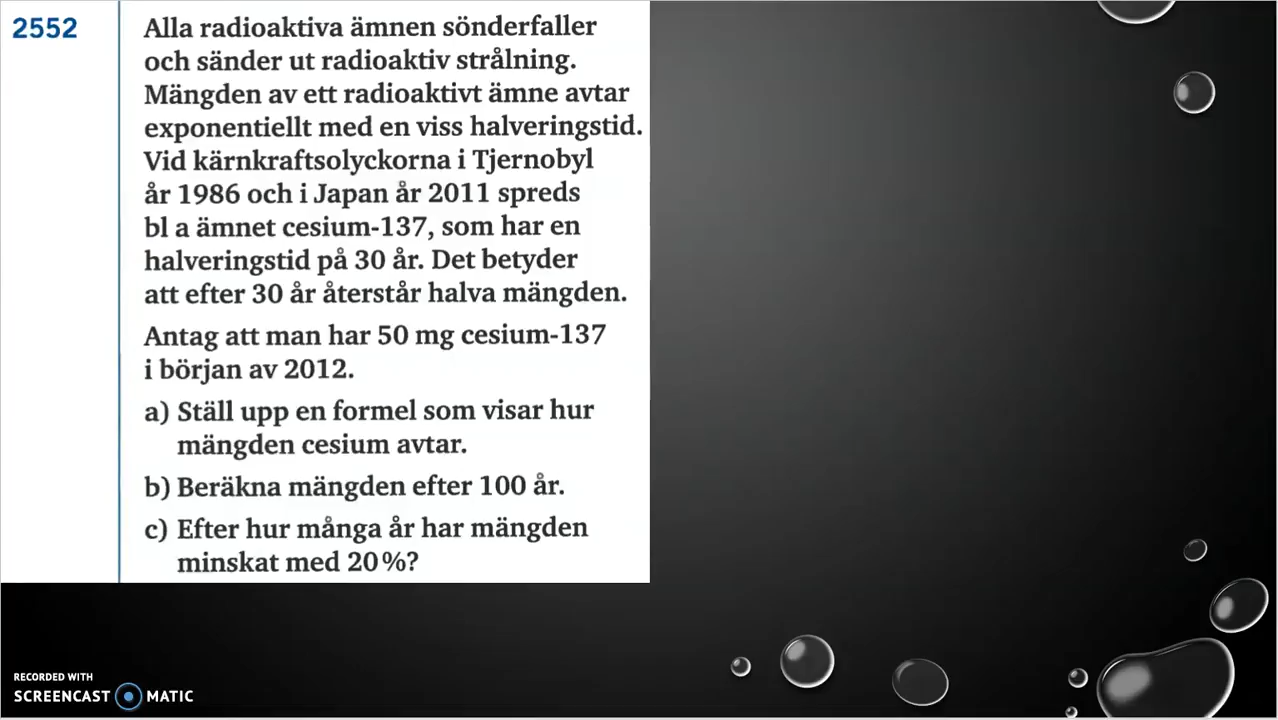 2552
Alla radioaktiva ämnen sönderfaller
och sänder ut radioaktiv strålning.
Mängden av ett radioaktivt ämne avtar
exponentiellt med en viss halveringstid.
Vid kärnkraftsolyckorna i Tjernobyl
år 1986 och i Japan år 2011 spreds
bl a ämnet cesium-137, som har en
halveringstid på 30 år. Det betyder
att efter 30 år återstår halva mängden.
Antag att man har 50 mg cesium-137
i början av 2012.
a) Ställ upp en formel som visar hur
mängden cesium avtar.
b) Beräkna mängden efter 100 år.
c) Efter hur många år har mängden
minskat med 20%?
RECORDED WITH
SCREENCAST MATIC